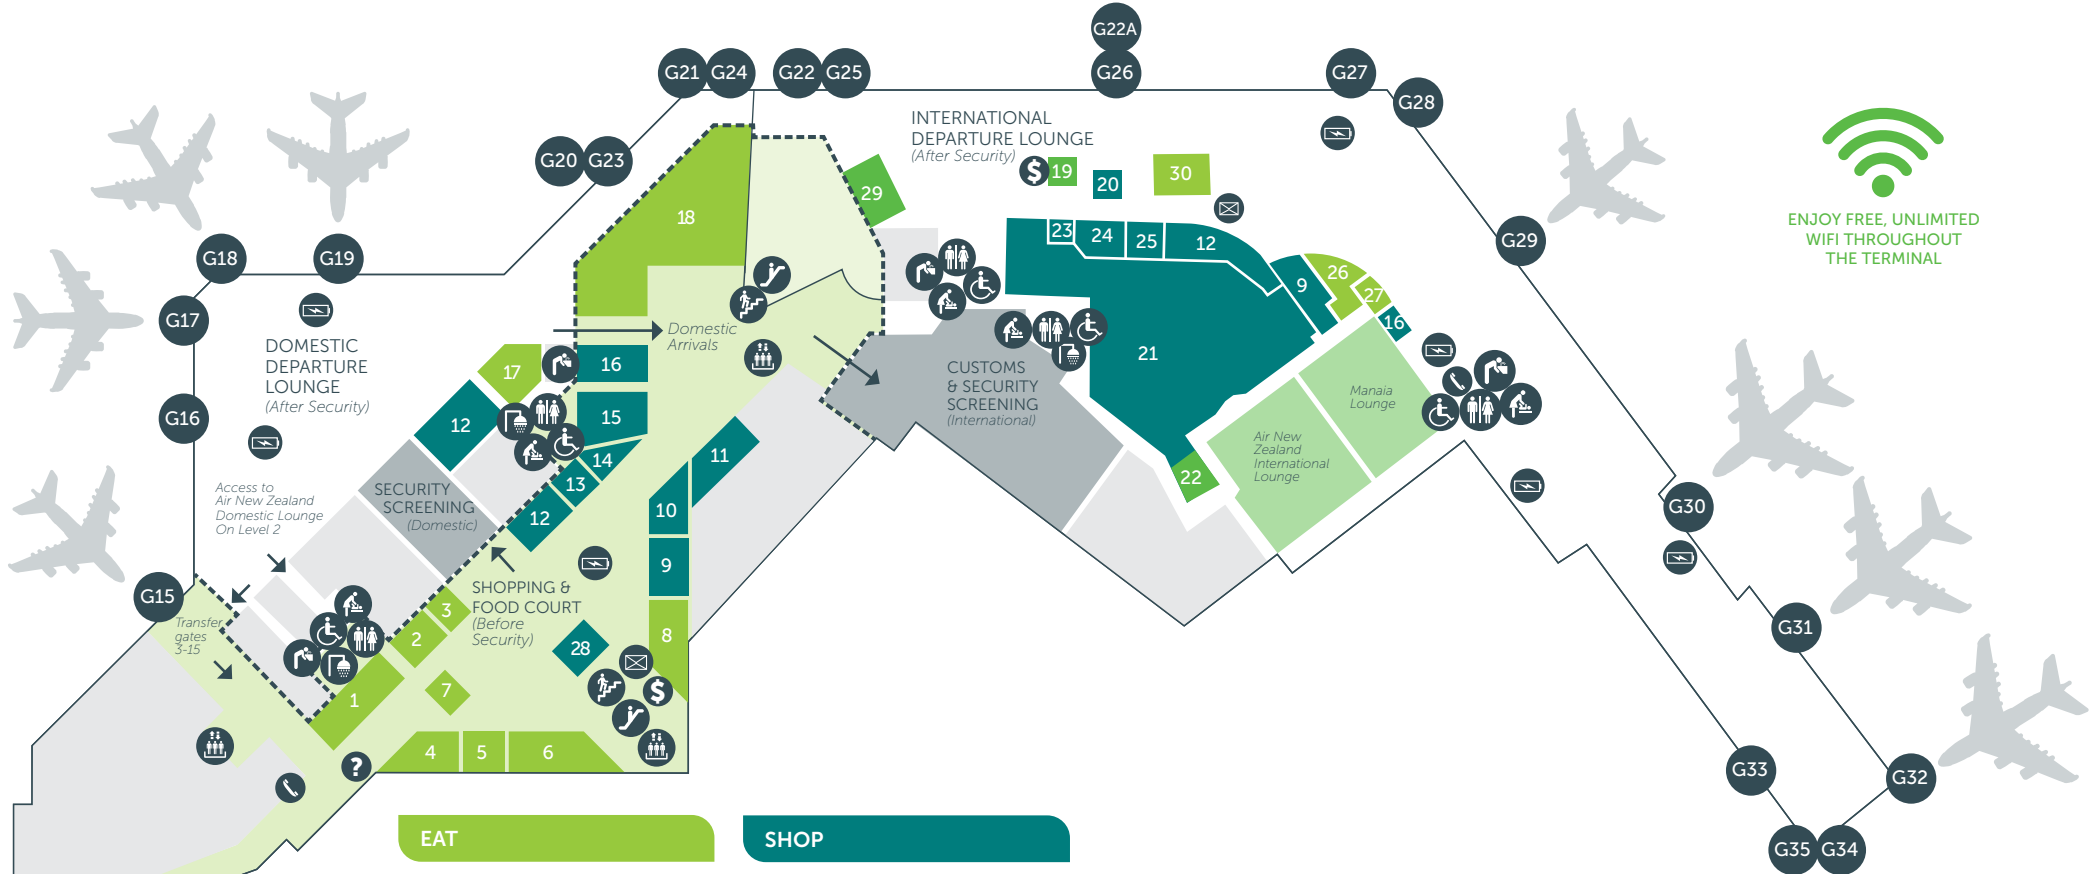 G22A
G21
G24
G22
G25
G26
G27
G28
INTERNATIONAL
DEPARTURE LOUNGE
(After Security)
ENJOY FREE, UNLIMITED
WIFI THROUGHOUT
THE TERMINAL
G20
G23
$
19
20
30
29
18
23
24
25
12
G29
G18
G19
9
26
27
16
G17
Domestic
Arrivals
DOMESTIC
DEPARTURE
LOUNGE
(After Security)
17
16
21
CUSTOMS
& SECURITY
SCREENING
(International)
Manaia
Lounge
G16
12
15
14
11
13
Air New
Zealand
International
Lounge
22
SECURITY
SCREENING
(Domestic)
Access to
Air New Zealand
Domestic Lounge
On Level 2
12
10
G30
9
G15
SHOPPING &
FOOD COURT
(Before
Security)
3
2
8
28
Transfer
gates
3-15
G31
7
1
$
4
5
6
?
G33
G32
EAT
SHOP
G35
G34